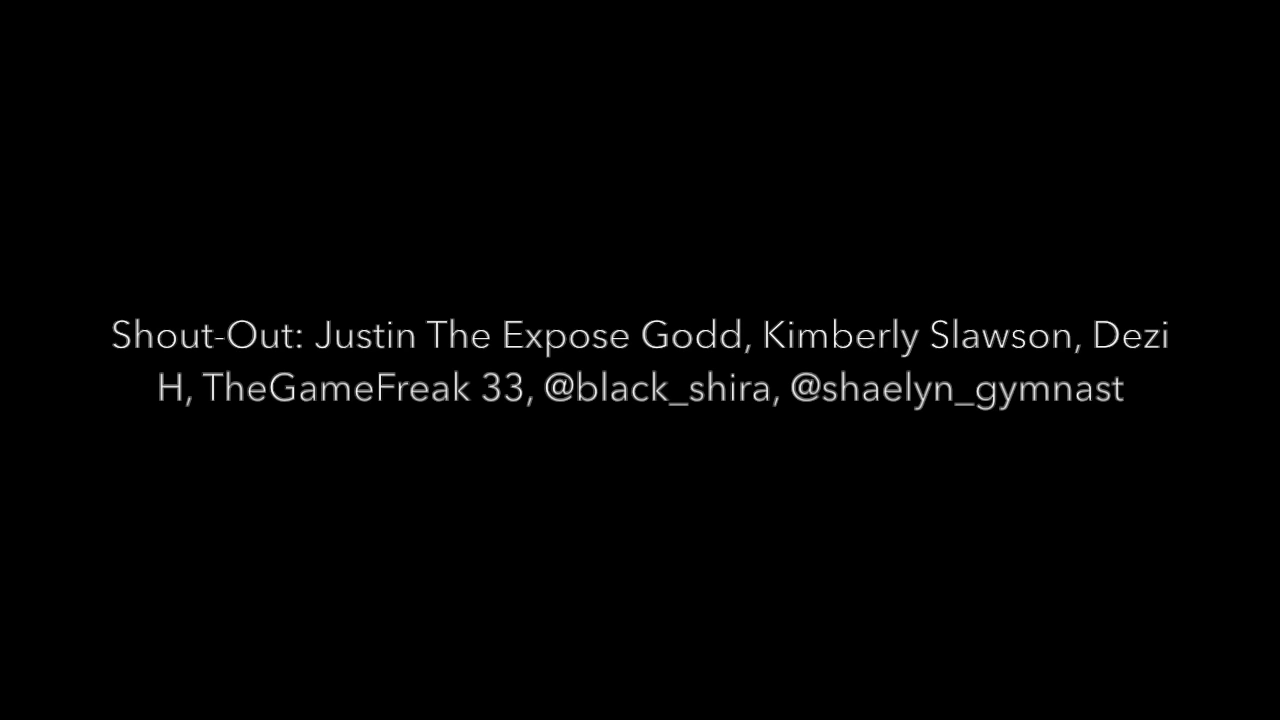 Shout-Out: Justin The Expose Godd, Kimberly Slawson, Dezi
H, TheGameFreak 33, @black_shira, @shaelyn_gymnast